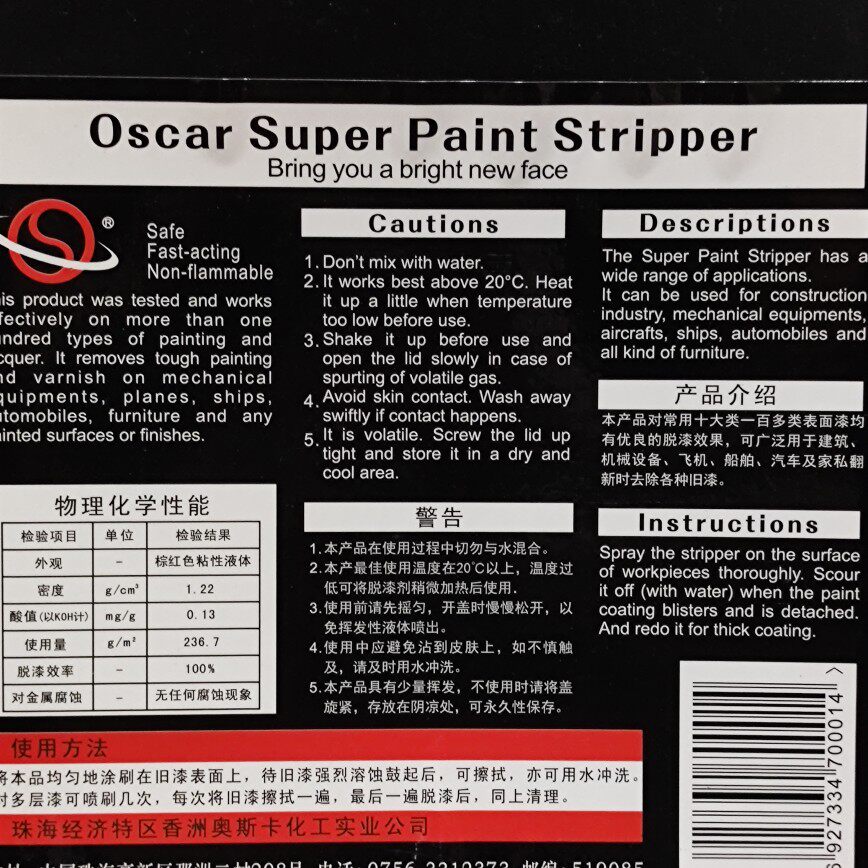 Oscar Super Paint Stripper
Bring you a bright new face
®
Safe
Fast-acting
Non-flammable
product was tested and works
on more than one
types of painting and
It removes tough painting
varnish on mechanical
planes, ships,
furniture and any
surfaces or finishes.
物理化学性能
检验项目 单位 检验结果
外观 - 棕红色粘性液体
密度 g/cm³ 1.22
酸值(以KOH计) mg/g 0.13
使用量 g/m² 236.7
脱漆效率 - 100%
对金属腐蚀 - 无任何腐蚀现象
Cautions
1. Don't mix with water.
2. It works best above 20°C. Heat
it up a little when temperature
too low before use.
3. Shake it up before use and
open the lid slowly in case of
spurting of volatile gas.
4. Avoid skin contact. Wash away
swiftly if contact happens.
5. It is volatile. Screw the lid up
tight and store it in a dry and
cool area.
警告
1.本产品在使用过程中切勿与水混合。
2.本产品最佳使用温度在20℃以上，温度过
低可将脱漆剂稍微加热后使用.
3.使用前请先摇匀，开盖时慢慢松开，以
免挥发性液体喷出。
4.使用中应避免沾到皮肤上，如不慎触
及，请及时用水冲洗。
5.本产品具有少量挥发，不使用时请将盖
旋紧，存放在阴凉处，可永久性保存。
Descriptions
The Super Paint Stripper has a
wide range of applications.
It can be used for construction
industry, mechanical equipments,
aircrafts, ships, automobiles and
all kind of furniture.
产品介绍
本产品对常用十大类一百多类表面漆均
有优良的脱漆效果，可广泛用于建筑、
机械设备、飞机、船舶、汽车及家私翻
新时去除各种旧漆。
Instructions
Spray the stripper on the surface
of workpieces thoroughly. Scour
it off (with water) when the paint
coating blisters and is detached.
And redo it for thick coating.
使用方法
将本品均匀地涂刷在旧漆表面上，待旧漆强烈溶蚀鼓起后，可擦拭，亦可用水冲洗。
对多层漆可喷刷几次，每次将旧漆擦拭一遍，最后一遍脱漆后，同上清理。
珠海经济特区香洲奥斯卡化工实业公司
6 927334 700014 >